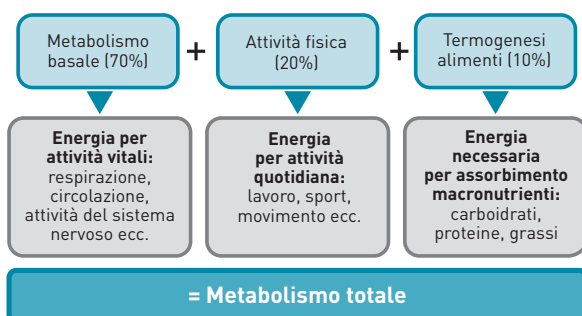 Metabolismo
basale (70%)
+
Attività fisica
(20%)
+
Termogenesi
alimenti (10%)
Energia per
attività vitali:
respirazione,
circolazione,
attività del sistema
nervoso ecc.
Energia
per attività
quotidiana:
lavoro, sport,
movimento ecc.
Energia
necessaria
per assorbimento
macronutrienti:
carboidrati,
proteine, grassi
= Metabolismo totale